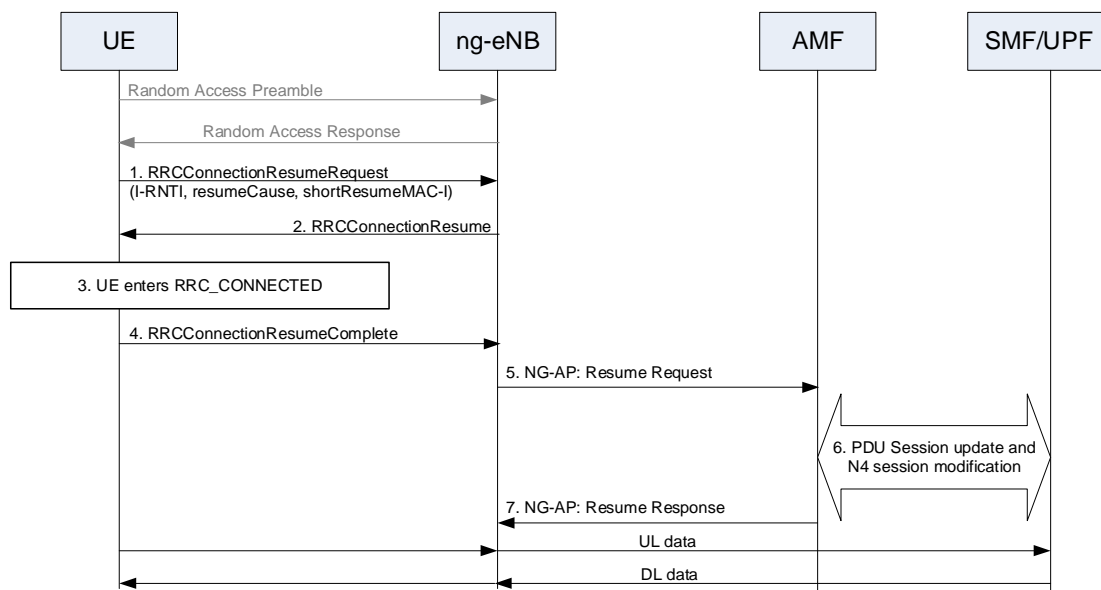 UE
ng-eNB
AMF
SMF/UPF
Random Access Preamble
Random Access Response
1. RRCConnectionResumeRequest
(I-RNTI, resumeCause, shortResumeMAC-I)
2. RRCConnectionResume
3. UE enters RRC_CONNECTED
4. RRCConnectionResumeComplete
5. NG-AP: Resume Request
6. PDU Session update and
N4 session modification
7. NG-AP: Resume Response
UL data
DL data